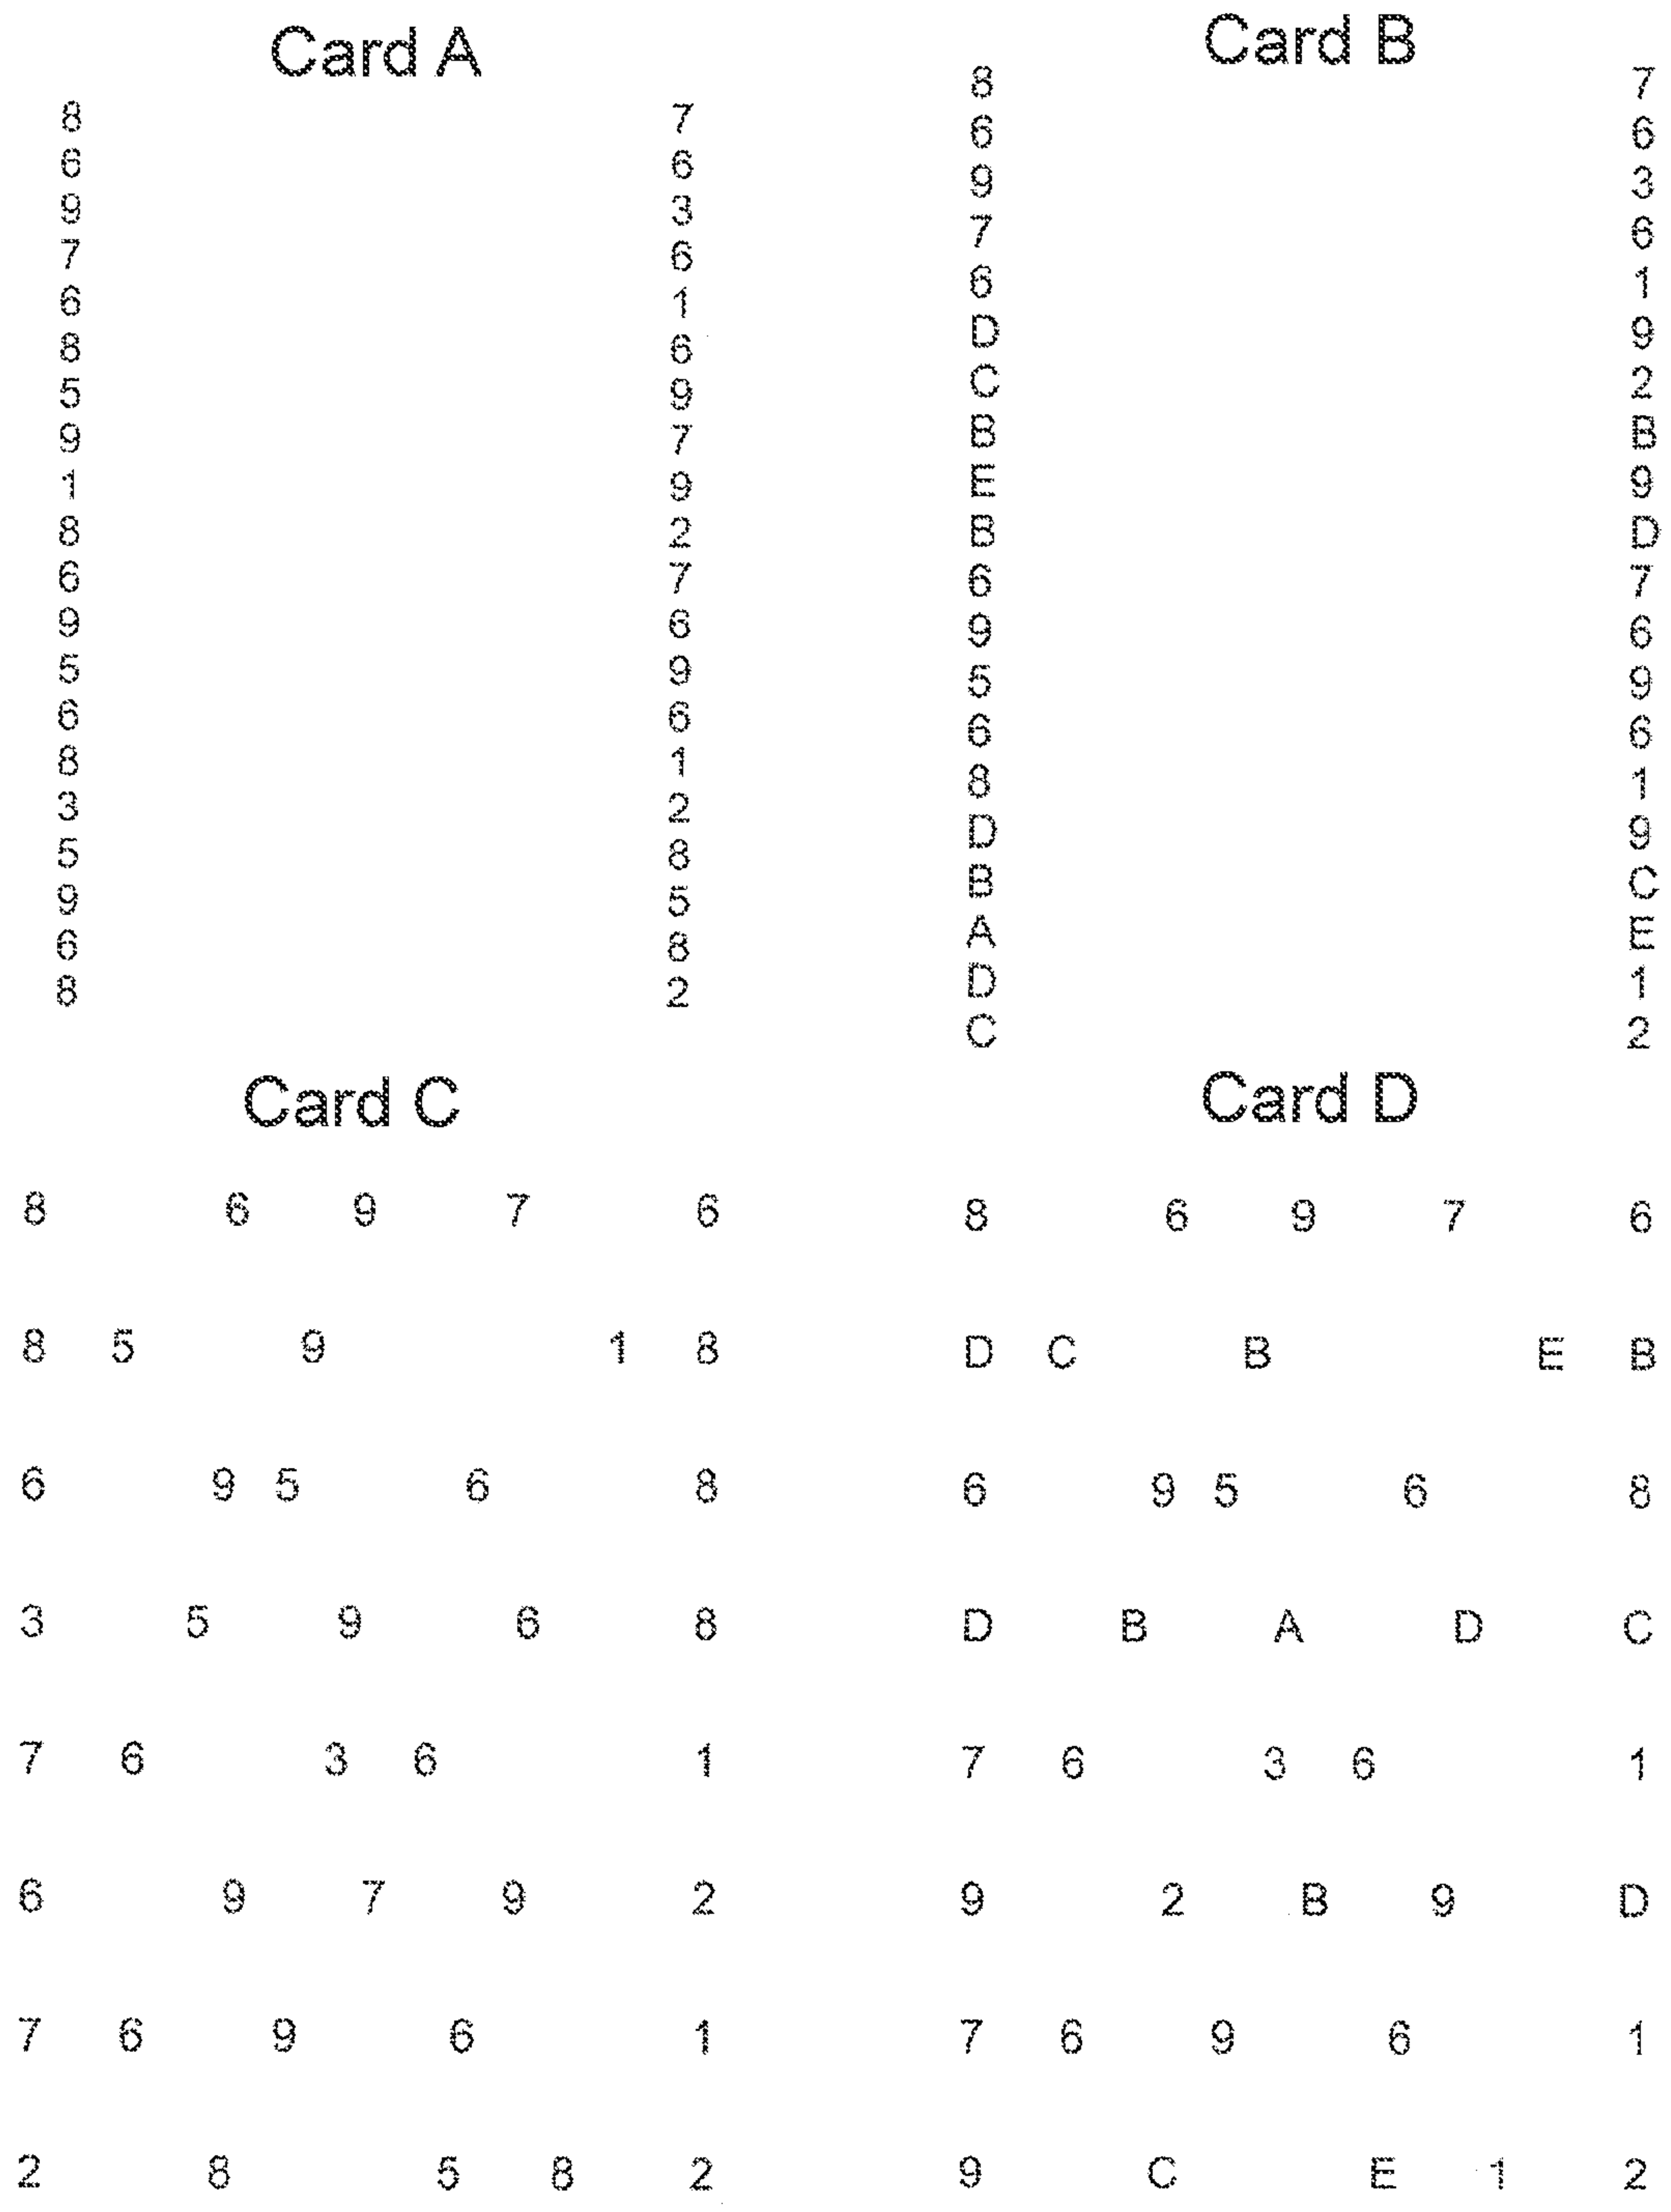 Card A
8 7
6 6
9 3
7 6
6 1
8 6
5 9
9 7
1 9
8 2
6 7
9 6
5 9
6 6
8 1
3 2
5 8
9 5
6 8
8 2
Card B
8 7
6 6
9 3
7 6
6 1
D 9
C 2
B B
E 9
B D
6 7
9 6
5 9
6 6
8 1
D 9
B C
A E
D 1
C 2
Card C
8 6 9 7 6
8 5 9 1 8
6 9 5 6 8
3 5 9 6 8
7 6 3 6 1
6 9 7 9 2
7 6 9 6 1
2 8 5 8 2
Card D
8 6 9 7 6
D C B E B
6 9 5 6 8
D B A D C
7 6 3 6 1
9 2 B 9 D
7 6 9 6 1
9 C E 1 2